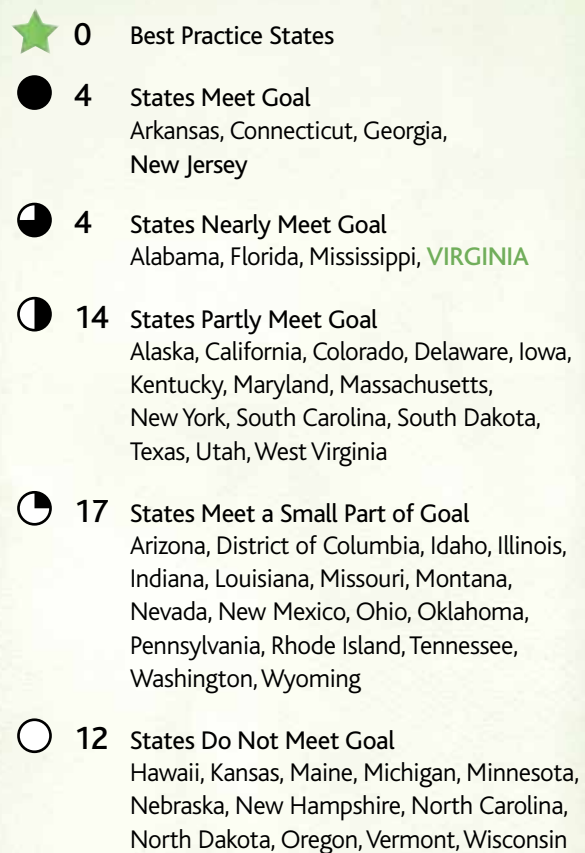 0 Best Practice States
4 States Meet Goal
Arkansas, Connecticut, Georgia,
New Jersey
4 States Nearly Meet Goal
Alabama, Florida, Mississippi, VIRGINIA
14 States Partly Meet Goal
Alaska, California, Colorado, Delaware, Iowa,
Kentucky, Maryland, Massachusetts,
New York, South Carolina, South Dakota,
Texas, Utah, West Virginia
17 States Meet a Small Part of Goal
Arizona, District of Columbia, Idaho, Illinois,
Indiana, Louisiana, Missouri, Montana,
Nevada, New Mexico, Ohio, Oklahoma,
Pennsylvania, Rhode Island, Tennessee,
Washington, Wyoming
12 States Do Not Meet Goal
Hawaii, Kansas, Maine, Michigan, Minnesota,
Nebraska, New Hampshire, North Carolina,
North Dakota, Oregon, Vermont, Wisconsin